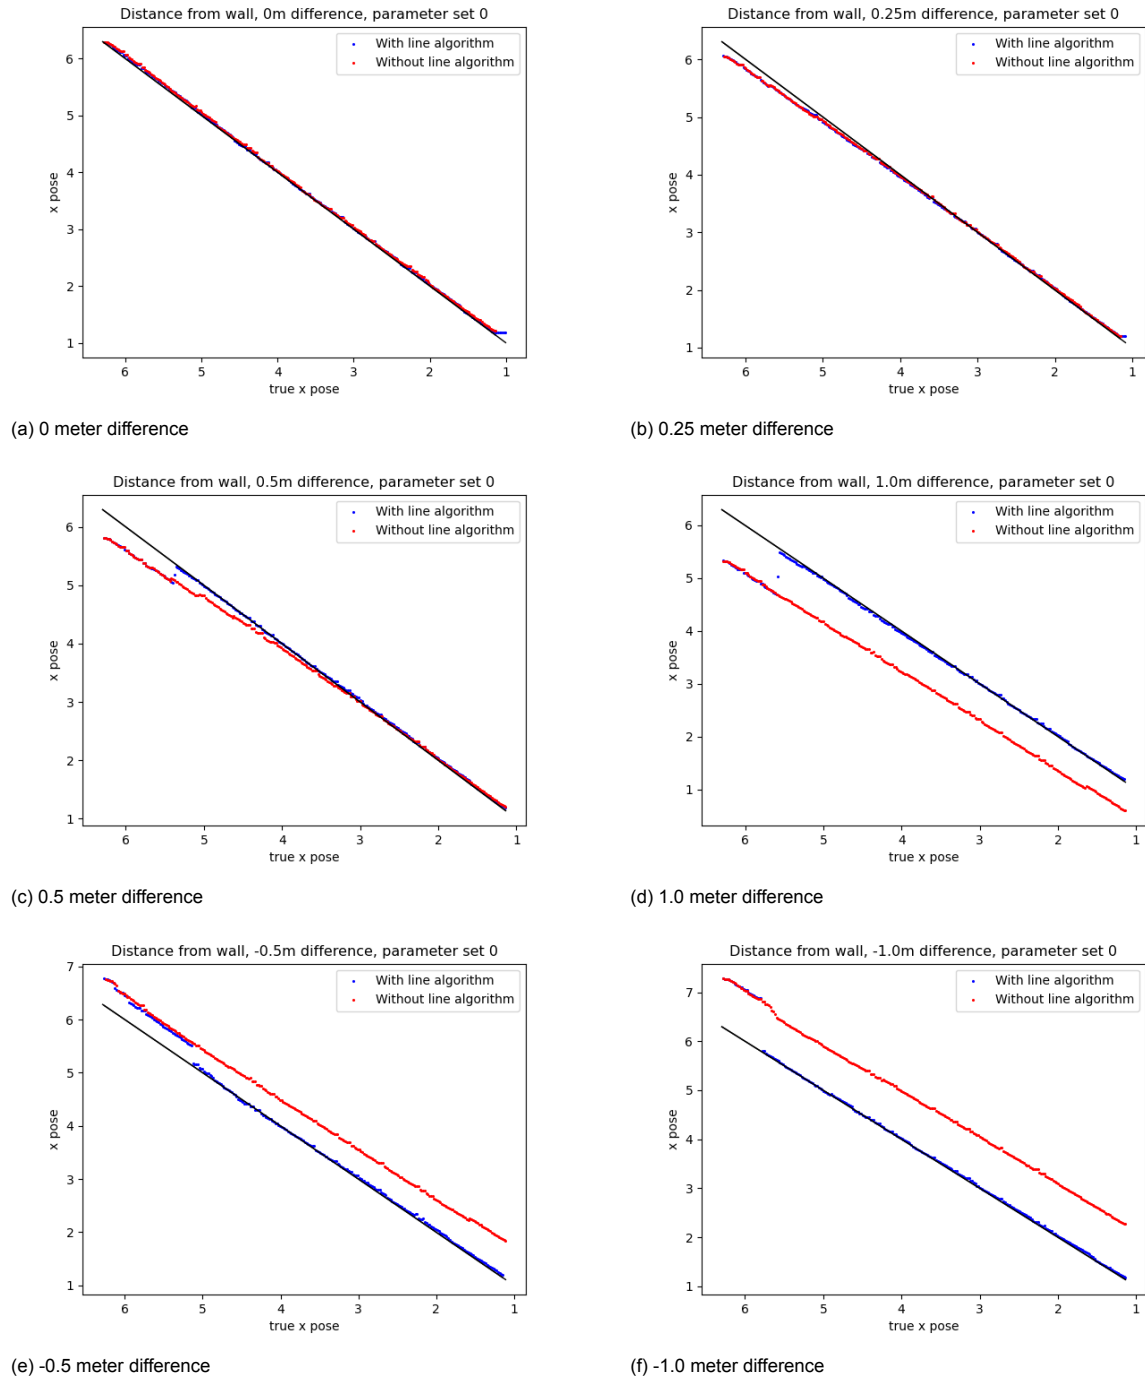 Distance from wall, 0m difference, parameter set 0
With line algorithm
Without line algorithm
6
5
4
3
2
1
x pose
6 5 4 3 2 1
true x pose
(a) 0 meter difference
Distance from wall, 0.25m difference, parameter set 0
With line algorithm
Without line algorithm
6
5
4
3
2
1
x pose
6 5 4 3 2 1
true x pose
(b) 0.25 meter difference
Distance from wall, 0.5m difference, parameter set 0
With line algorithm
Without line algorithm
6
5
4
3
2
1
x pose
6 5 4 3 2 1
true x pose
(c) 0.5 meter difference
Distance from wall, 1.0m difference, parameter set 0
With line algorithm
Without line algorithm
6
5
4
3
2
1
x pose
6 5 4 3 2 1
true x pose
(d) 1.0 meter difference
Distance from wall, -0.5m difference, parameter set 0
With line algorithm
Without line algorithm
7
6
5
4
3
2
1
x pose
6 5 4 3 2 1
true x pose
(e) -0.5 meter difference
Distance from wall, -1.0m difference, parameter set 0
With line algorithm
Without line algorithm
7
6
5
4
3
2
1
x pose
6 5 4 3 2 1
true x pose
(f) -1.0 meter difference